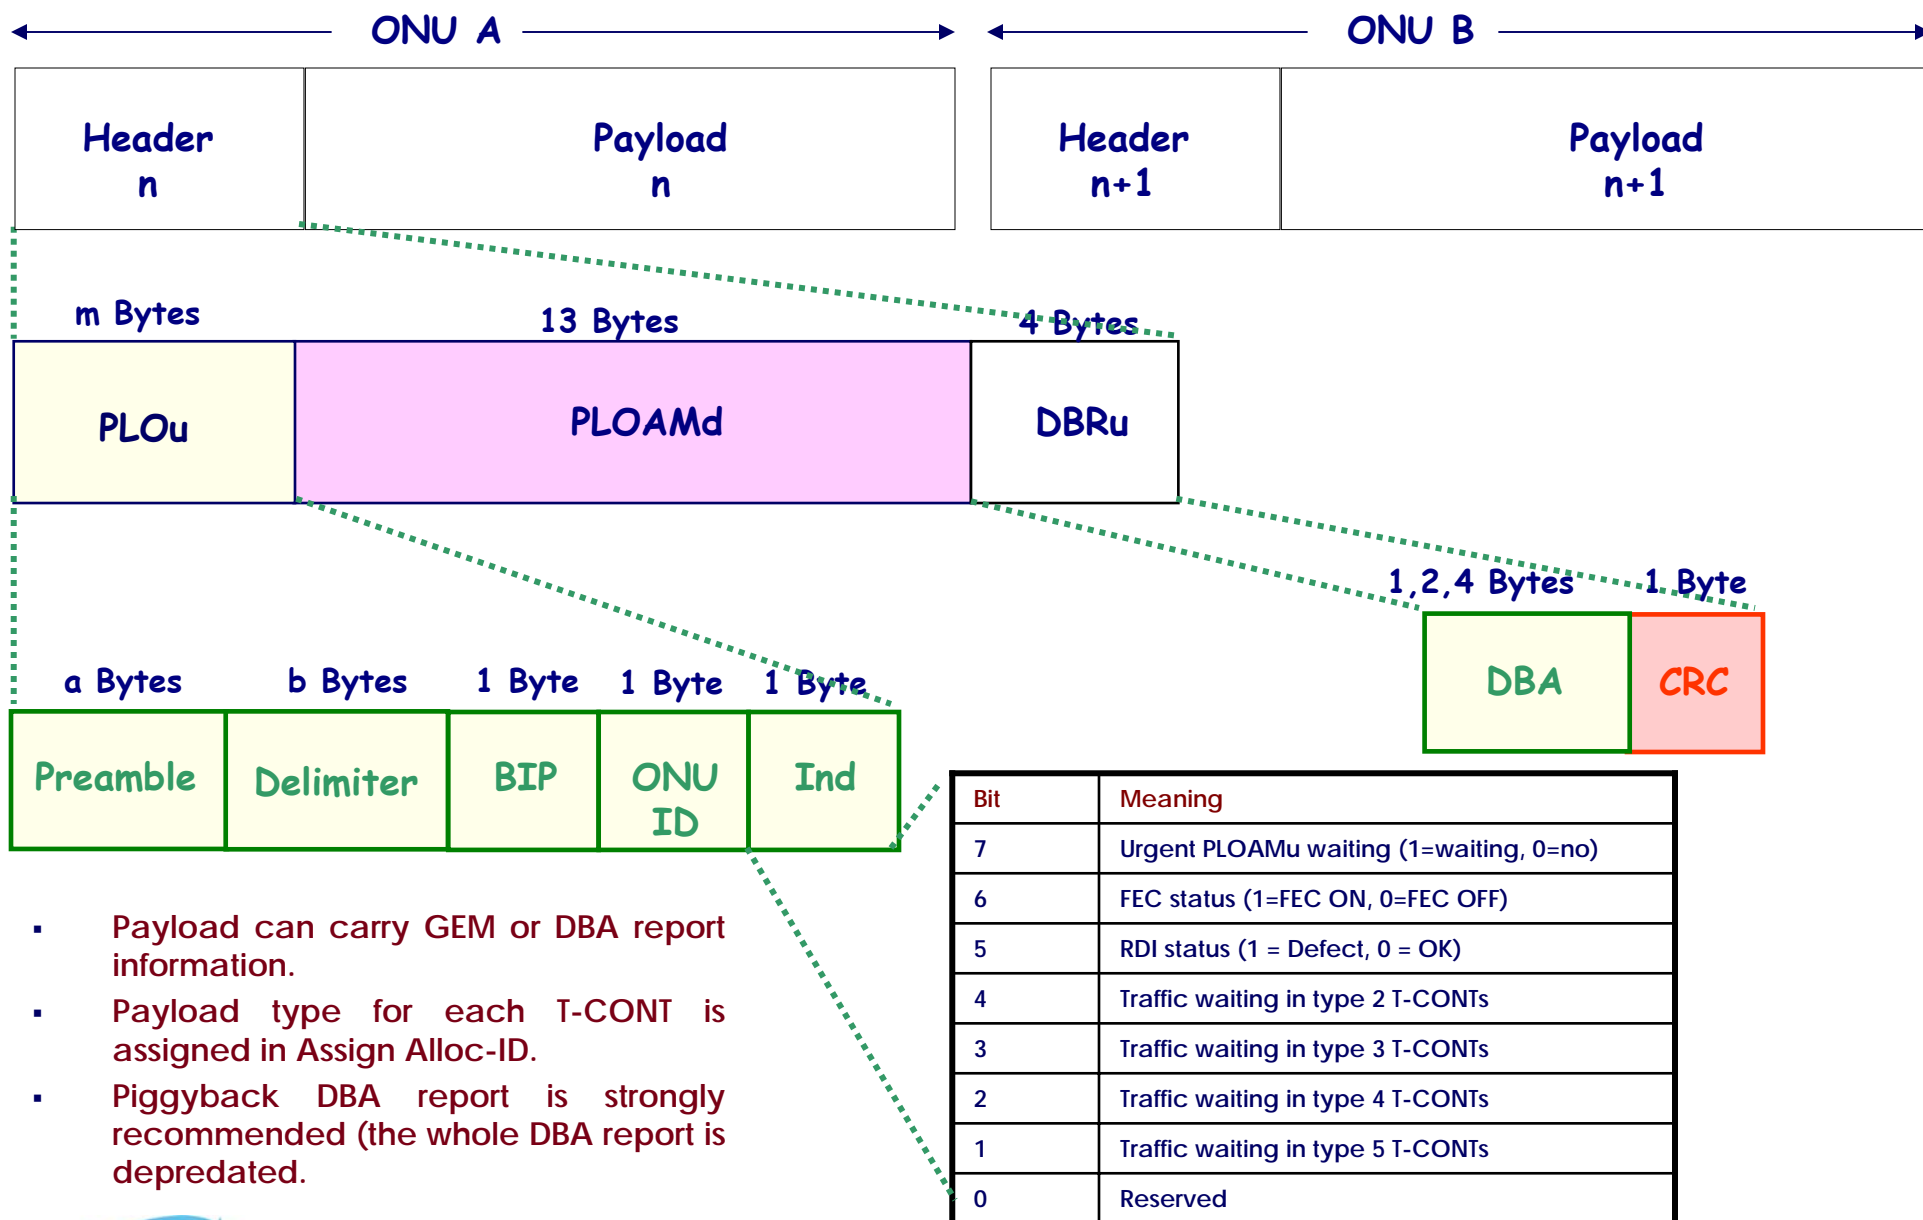 ONU A
ONU B
Header
n
Payload
n
Header
n+1
Payload
n+1
m Bytes
13 Bytes
4 Bytes
PLOu
PLOAMd
DBRu
1,2,4 Bytes
1 Byte
DBA
CRC
a Bytes
b Bytes
1 Byte
1 Byte
1 Byte
Preamble
Delimiter
BIP
ONU
ID
Ind
Bit Meaning
7 Urgent PLOAMu waiting (1=waiting, 0=no)
6 FEC status (1=FEC ON, 0=FEC OFF)
5 RDI status (1 = Defect, 0 = OK)
4 Traffic waiting in type 2 T-CONTs
3 Traffic waiting in type 3 T-CONTs
2 Traffic waiting in type 4 T-CONTs
1 Traffic waiting in type 5 T-CONTs
0 Reserved
▪ Payload can carry GEM or DBA report
information.
▪ Payload type for each T-CONT is
assigned in Assign Alloc-ID.
▪ Piggyback DBA report is strongly
recommended (the whole DBA report is
depredated.